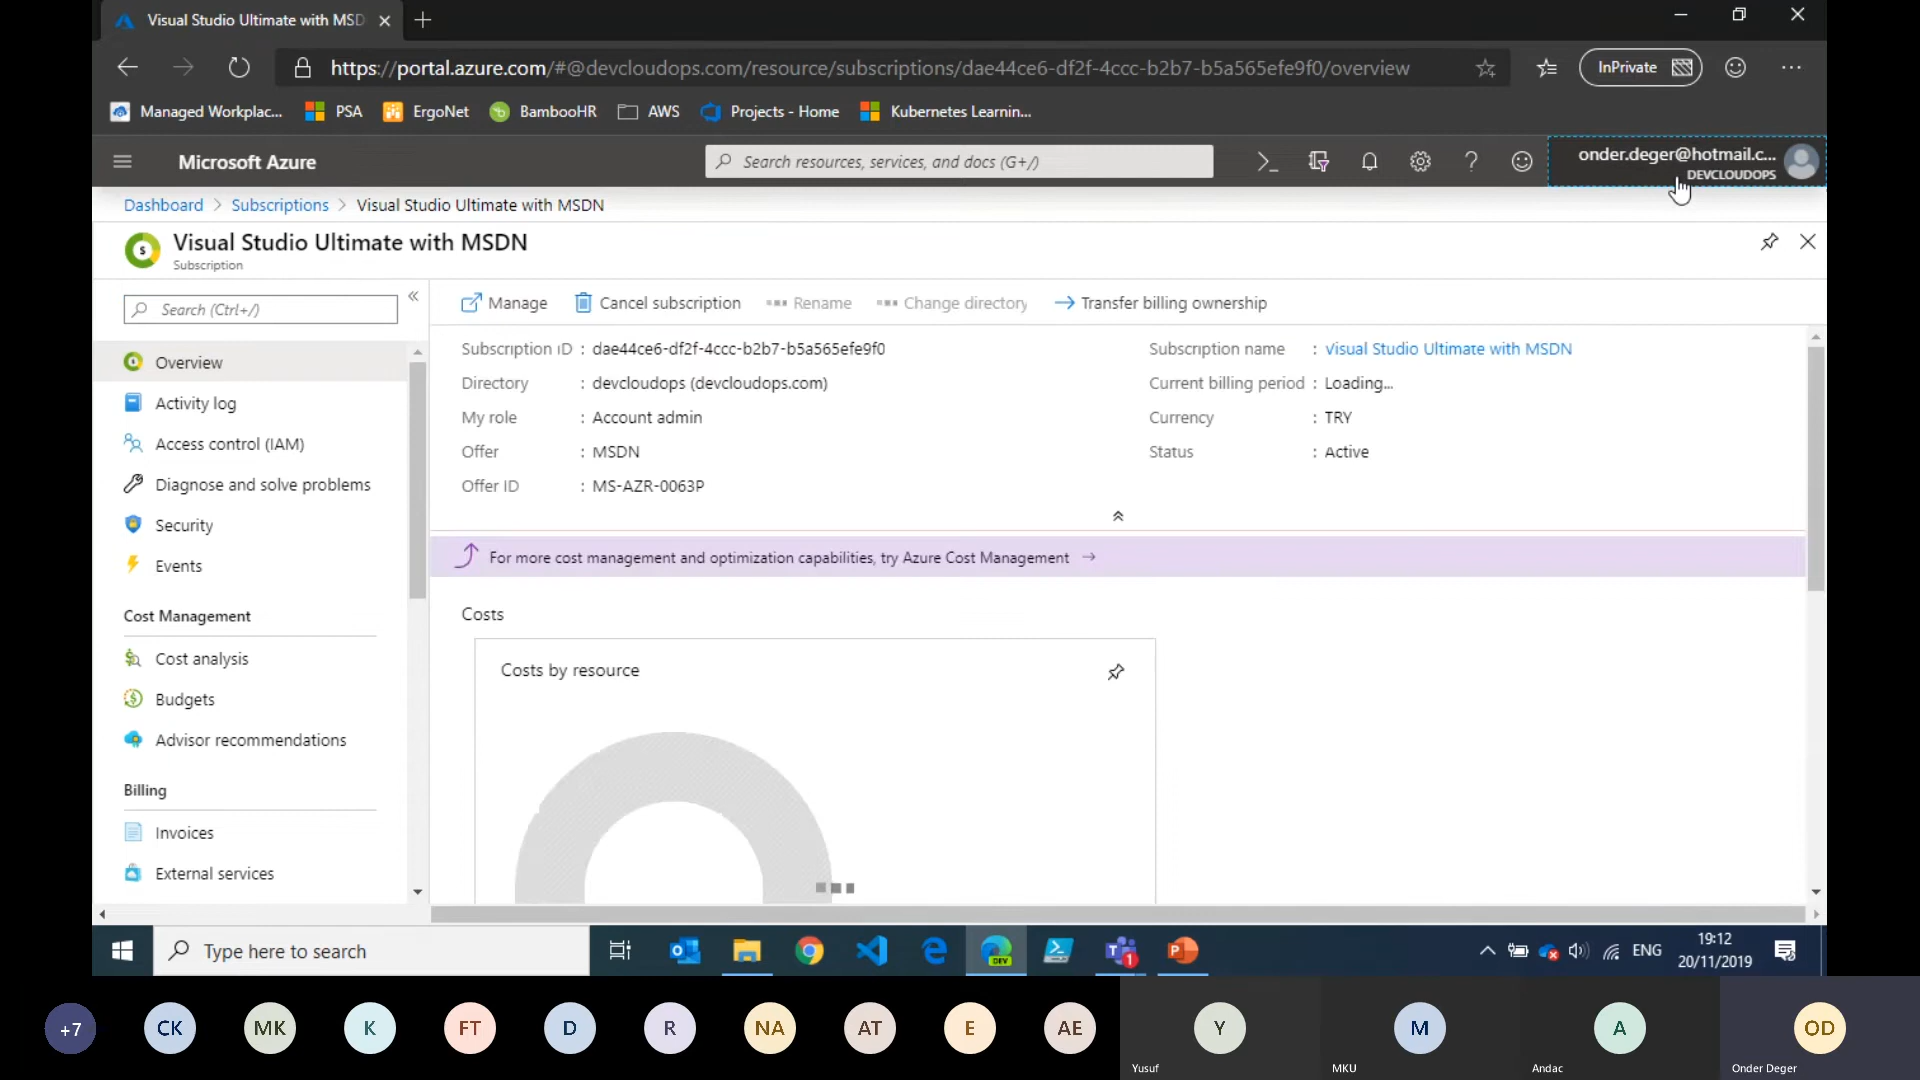 Visual Studio Ultimate with MSD
https://portal.azure.com/#@devcloudops.com/resource/subscriptions/dae44ce6-df2f-4ccc-b2b7-b5a565efe9f0/overview
InPrivate
Managed Workplac... PSA ErgoNet BambooHR AWS Projects - Home Kubernetes Learnin...
Microsoft Azure
Search resources, services, and docs (G+/)
onder.deger@hotmail.c...
DEVCLOUDOPS
Dashboard > Subscriptions > Visual Studio Ultimate with MSDN
Visual Studio Ultimate with MSDN
Subscription
Search (Ctrl+/)
«
Overview
Activity log
Access control (IAM)
Diagnose and solve problems
Security
Events
Cost Management
Cost analysis
Budgets
Advisor recommendations
Billing
Invoices
External services
Manage Cancel subscription Rename Change directory Transfer billing ownership
Subscription ID : dae44ce6-df2f-4ccc-b2b7-b5a565efe9f0
Directory : devcloudops (devcloudops.com)
My role : Account admin
Offer : MSDN
Offer ID : MS-AZR-0063P
Subscription name : Visual Studio Ultimate with MSDN
Current billing period : Loading...
Currency : TRY
Status : Active
For more cost management and optimization capabilities, try Azure Cost Management →
Costs
Costs by resource
Type here to search
DEV
1
ENG
19:12
20/11/2019
+7 CK MK K FT D R NA AT E AE Y M A OD
Yusuf MKU Andac Onder Deger